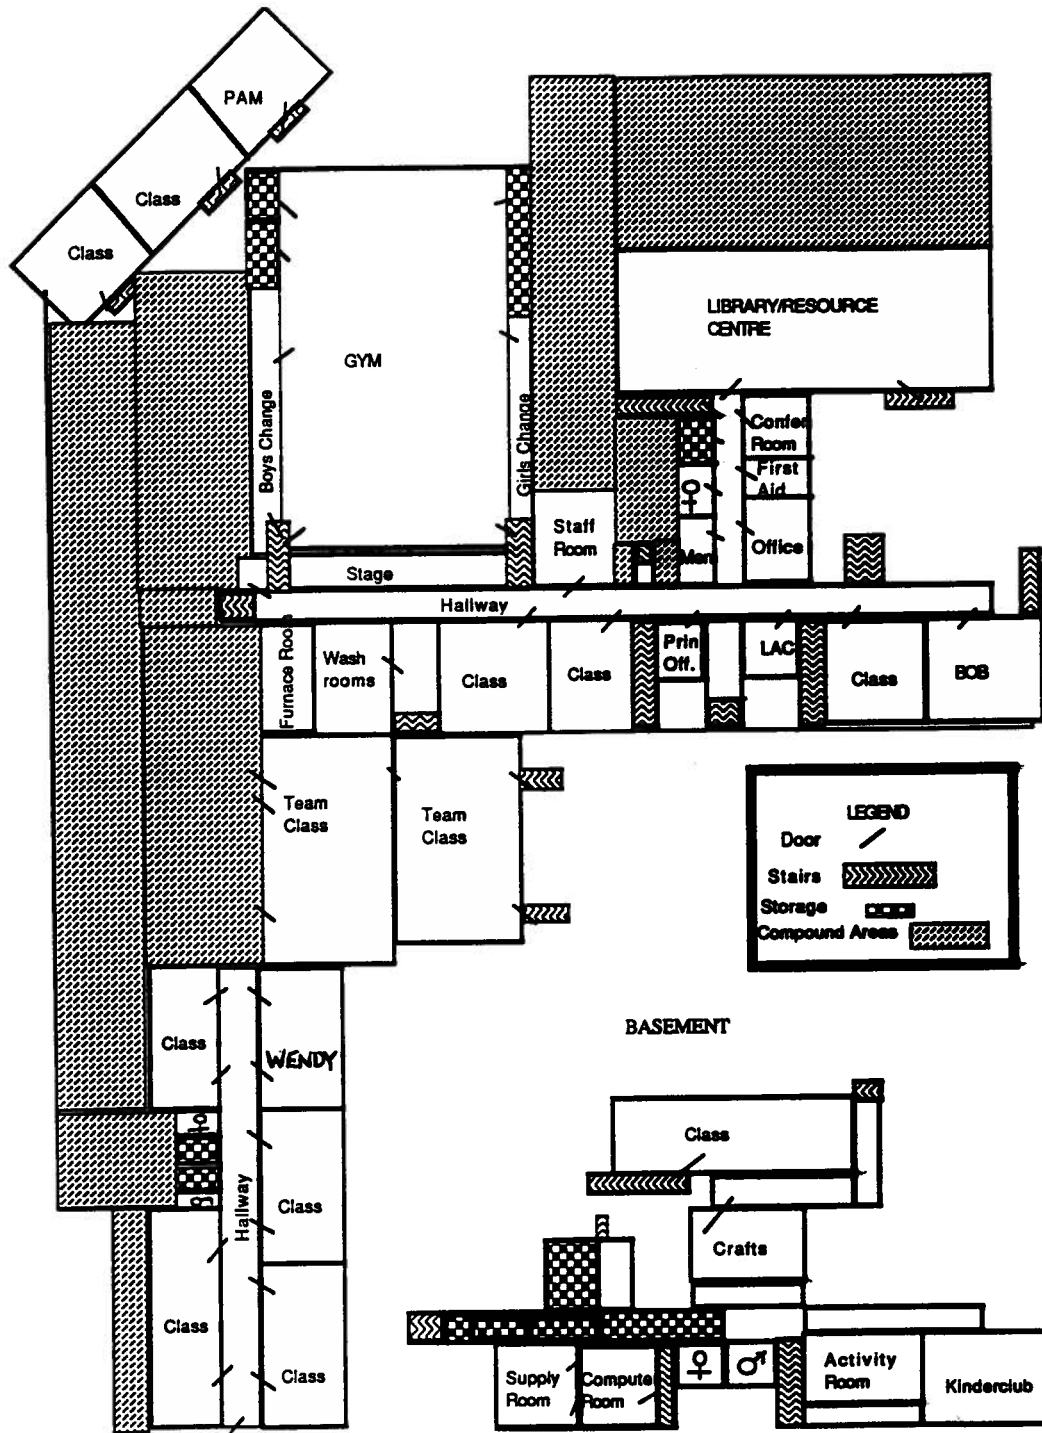 PAM
Class
Class
LIBRARY/RESOURCE
CENTRE
GYM
Boys Change
Girls Change
Confer
Room
First
Aid
Staff
Room
Men
Office
Stage
Hallway
Furnace Room
Wash
rooms
Class
Class
Prin
Off.
LAC
Class
BOB
Team
Class
Team
Class
LEGEND
Door
Stairs
Storage
Compound Areas
BASEMENT
Class
WENDY
Class
Hallway
Class
Crafts
Class
Class
Supply
Room
Compute
Room
Activity
Room
Kinderclub